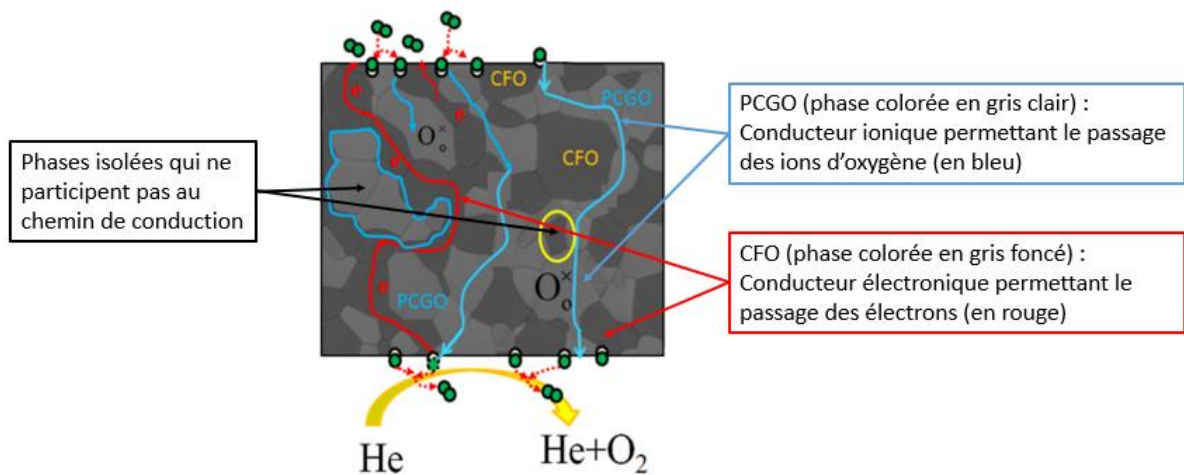 CFO
e
PCGO
e
O×o
Phases isolées qui ne
participent pas au
chemin de conduction
e
CFO
PCGO (phase colorée en gris clair) :
Conducteur ionique permettant le passage
des ions d’oxygène (en bleu)
e
PCGO
O×o
CFO (phase colorée en gris foncé) :
Conducteur électronique permettant le
passage des électrons (en rouge)
He
He+O₂